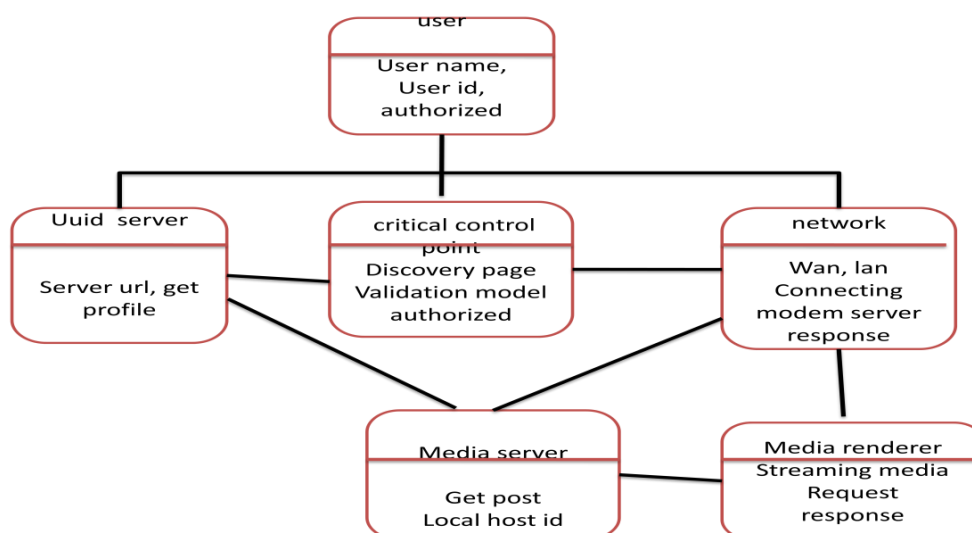 user
User name,
User id,
authorized
Uuid server
Server url, get
profile
critical control
point
Discovery page
Validation model
authorized
network
Wan, lan
Connecting
modem server
response
Media server
Get post
Local host id
Media renderer
Streaming media
Request
response